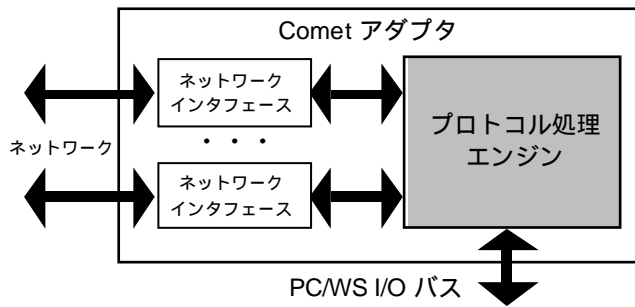 Comet アダプタ
ネットワーク
インタフェース
プロトコル処理
エンジン
ネットワーク
・・・
ネットワーク
インタフェース
PC/WS I/O バス